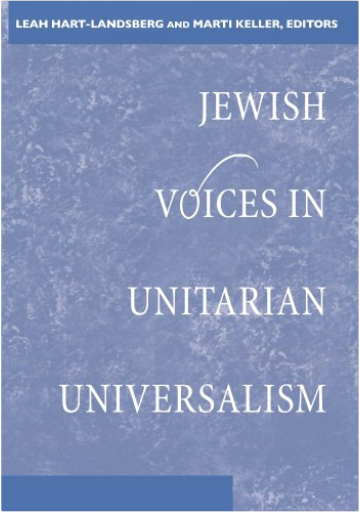 LEAH HART-LANDSBERG AND MARTI KELLER, EDITORS
JEWISH
VOICES IN
UNITARIAN
UNIVERSALISM